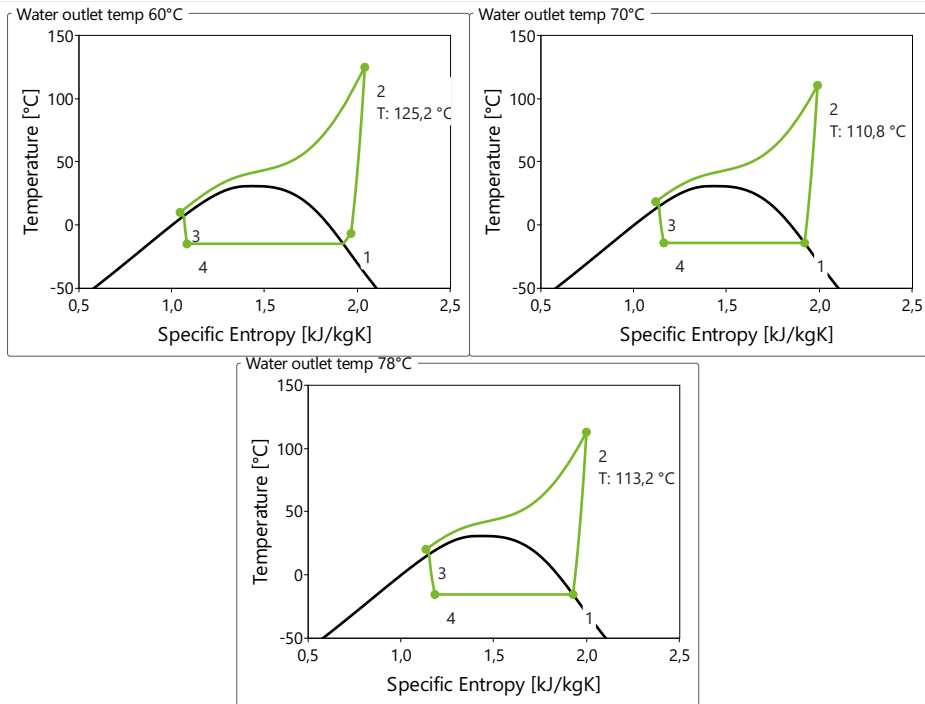 Water outlet temp 60°C
150
100
50
0
-50
Temperature [°C]
2
T: 125,2 °C
3
4
1
0,5 1,0 1,5 2,0 2,5
Specific Entropy [kJ/kgK]
Water outlet temp 70°C
150
100
50
0
-50
Temperature [°C]
2
T: 110,8 °C
3
4
1
0,5 1,0 1,5 2,0 2,5
Specific Entropy [kJ/kgK]
Water outlet temp 78°C
150
100
50
0
-50
Temperature [°C]
2
T: 113,2 °C
3
4
1
0,5 1,0 1,5 2,0 2,5
Specific Entropy [kJ/kgK]